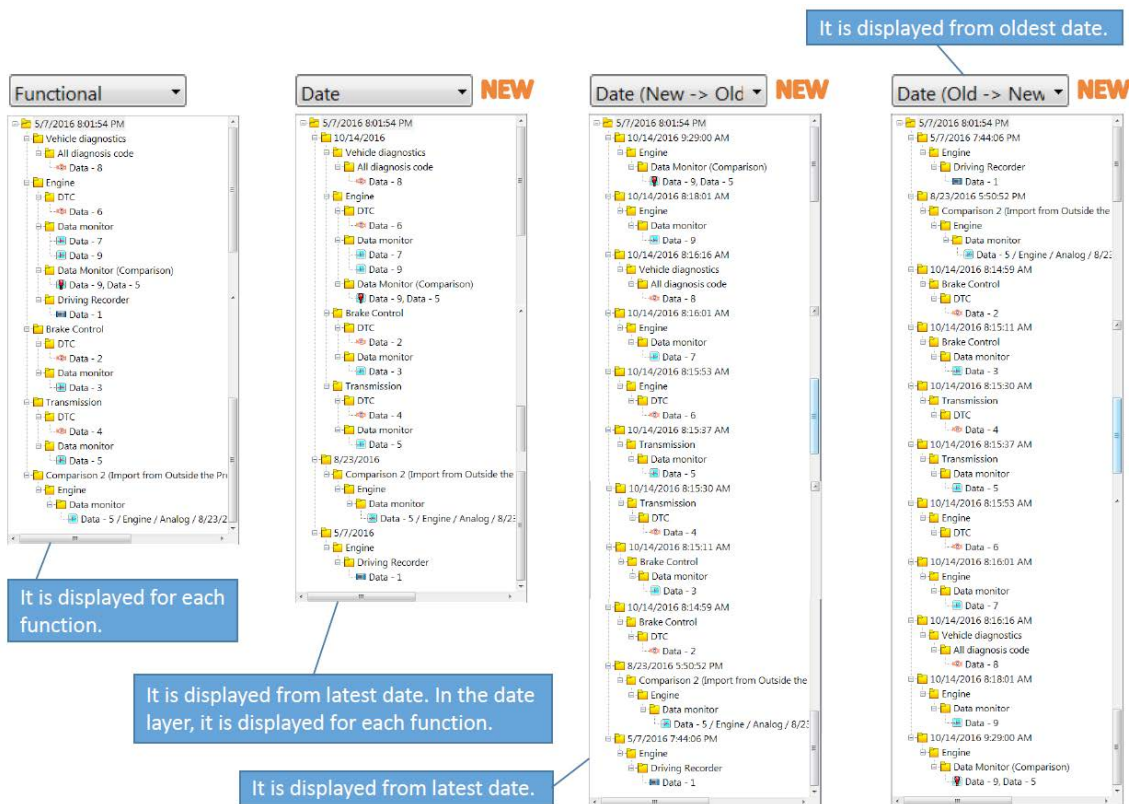 It is displayed from oldest date.
Functional
5/7/2016 8:01:54 PM
Vehicle diagnostics
All diagnosis code
Data - 8
Engine
DTC
Data - 6
Data monitor
Data - 7
Data - 9
Data Monitor (Comparison)
Data - 9, Data - 5
Driving Recorder
Data - 1
Brake Control
DTC
Data - 2
Data monitor
Data - 3
Transmission
DTC
Data - 4
Data monitor
Data - 5
Comparison 2 (Import from Outside the Pr
Engine
Data monitor
Data - 5 / Engine / Analog / 8/23/2
It is displayed for each
function.
Date
NEW
5/7/2016 8:01:54 PM
10/14/2016
Vehicle diagnostics
All diagnosis code
Data - 8
Engine
DTC
Data - 6
Data monitor
Data - 7
Data - 9
Data Monitor (Comparison)
Data - 9, Data - 5
Brake Control
DTC
Data - 2
Data monitor
Data - 3
Transmission
DTC
Data - 4
Data monitor
Data - 5
8/23/2016
Comparison 2 (Import from Outside the
Engine
Data monitor
Data - 5 / Engine / Analog / 8/23
5/7/2016
Engine
Driving Recorder
Data - 1
It is displayed from latest date. In the date
layer, it is displayed for each function.
Date (New -> Old
NEW
5/7/2016 8:01:54 PM
10/14/2016 9:29:00 AM
Engine
Data Monitor (Comparison)
Data - 9, Data - 5
10/14/2016 8:18:01 AM
Engine
Data monitor
Data - 9
10/14/2016 8:16:16 AM
Vehicle diagnostics
All diagnosis code
Data - 8
10/14/2016 8:16:01 AM
Engine
Data monitor
Data - 7
10/14/2016 8:15:53 AM
Engine
DTC
Data - 6
10/14/2016 8:15:37 AM
Transmission
Data monitor
Data - 5
10/14/2016 8:15:30 AM
Transmission
DTC
Data - 4
10/14/2016 8:15:11 AM
Brake Control
Data monitor
Data - 3
10/14/2016 8:14:59 AM
Brake Control
DTC
Data - 2
8/23/2016 5:50:52 PM
Comparison 2 (Import from Outside the
Engine
Data monitor
Data - 5 / Engine / Analog / 8/23
5/7/2016 7:44:06 PM
Engine
Driving Recorder
Data - 1
It is displayed from latest date.
Date (Old -> New
NEW
5/7/2016 8:01:54 PM
5/7/2016 7:44:06 PM
Engine
Driving Recorder
Data - 1
8/23/2016 5:50:52 PM
Comparison 2 (Import from Outside the
Engine
Data monitor
Data - 5 / Engine / Analog / 8/23
10/14/2016 8:14:59 AM
Brake Control
DTC
Data - 2
10/14/2016 8:15:11 AM
Brake Control
Data monitor
Data - 3
10/14/2016 8:15:30 AM
Transmission
DTC
Data - 4
10/14/2016 8:15:37 AM
Transmission
Data monitor
Data - 5
10/14/2016 8:15:53 AM
Engine
DTC
Data - 6
10/14/2016 8:16:01 AM
Engine
Data monitor
Data - 7
10/14/2016 8:16:16 AM
Vehicle diagnostics
All diagnosis code
Data - 8
10/14/2016 8:18:01 AM
Engine
Data monitor
Data - 9
10/14/2016 9:29:00 AM
Engine
Data Monitor (Comparison)
Data - 9, Data - 5